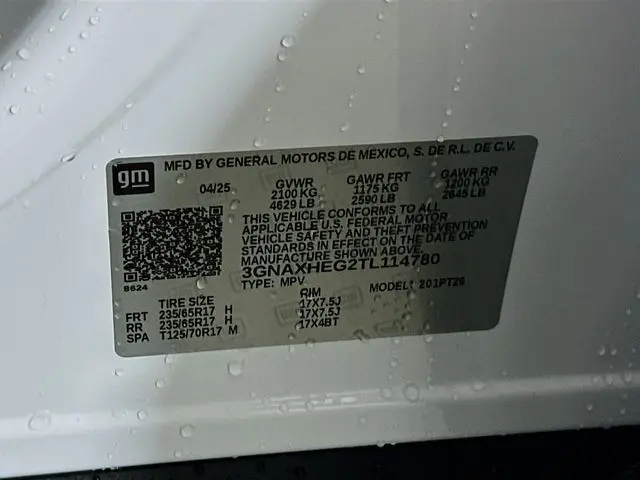 gm
MFD BY GENERAL MOTORS DE MEXICO, S. DE R.L. DE C.V.
04/25 GVWR GAWR FRT GAWR RR
2100 KG 1175 KG 1200 KG
4629 LB 2590 LB 2645 LB
THIS VEHICLE CONFORMS TO ALL
APPLICABLE U.S. FEDERAL MOTOR
VEHICLE SAFETY AND THEFT PREVENTION
STANDARDS IN EFFECT ON THE DATE OF
MANUFACTURE SHOWN ABOVE.
3GNAXHEG2TL114780
8624
TYPE: MPV MODEL: 201PT26
TIRE SIZE RIM
FRT 235/65R17 H 17X7.5J
RR 235/65R17 H 17X7.5J
SPA T125/70R17 M 17X4BT